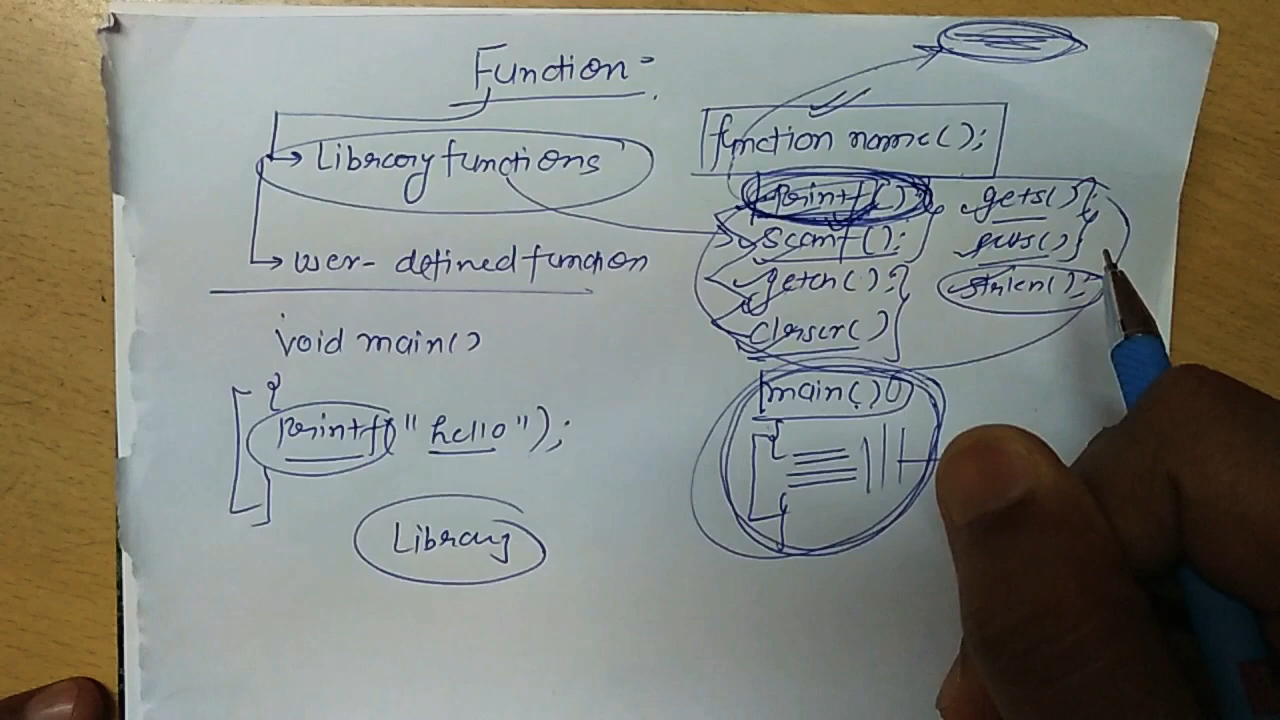 Function:
Library functions
user-defined function
void main()
{
printf("hello");
}
Library
function name();
printf();
scanf();
getch();
clrscr()
gets();
puts()
strlen();
main()
{
}